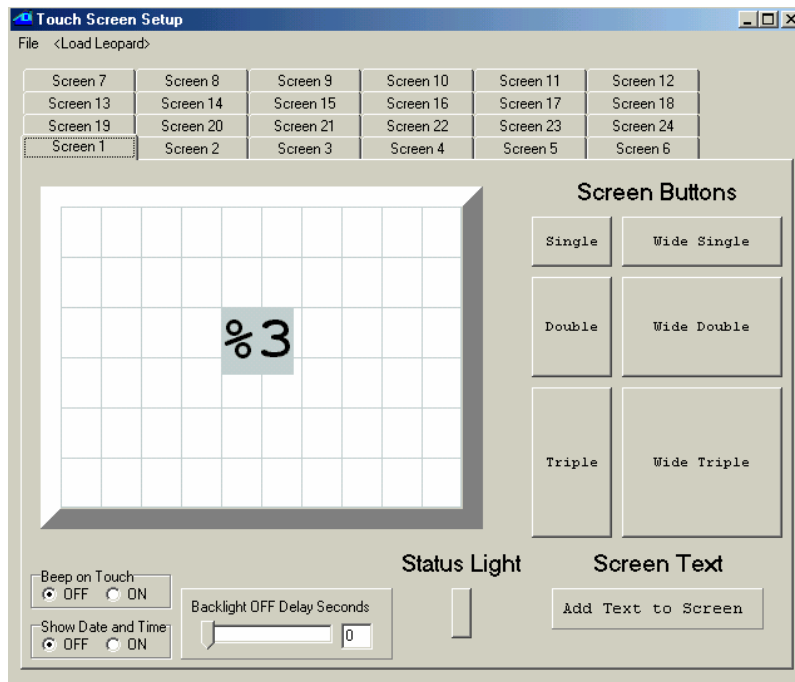 Touch Screen Setup
File <Load Leopard>
Screen 7 Screen 8 Screen 9 Screen 10 Screen 11 Screen 12
Screen 13 Screen 14 Screen 15 Screen 16 Screen 17 Screen 18
Screen 19 Screen 20 Screen 21 Screen 22 Screen 23 Screen 24
Screen 1 Screen 2 Screen 3 Screen 4 Screen 5 Screen 6
Screen Buttons
Single Wide Single
%3
Double Wide Double
Triple Wide Triple
Status Light Screen Text
Beep on Touch
OFF ON
Backlight OFF Delay Seconds
Add Text to Screen
Show Date and Time
0
OFF ON